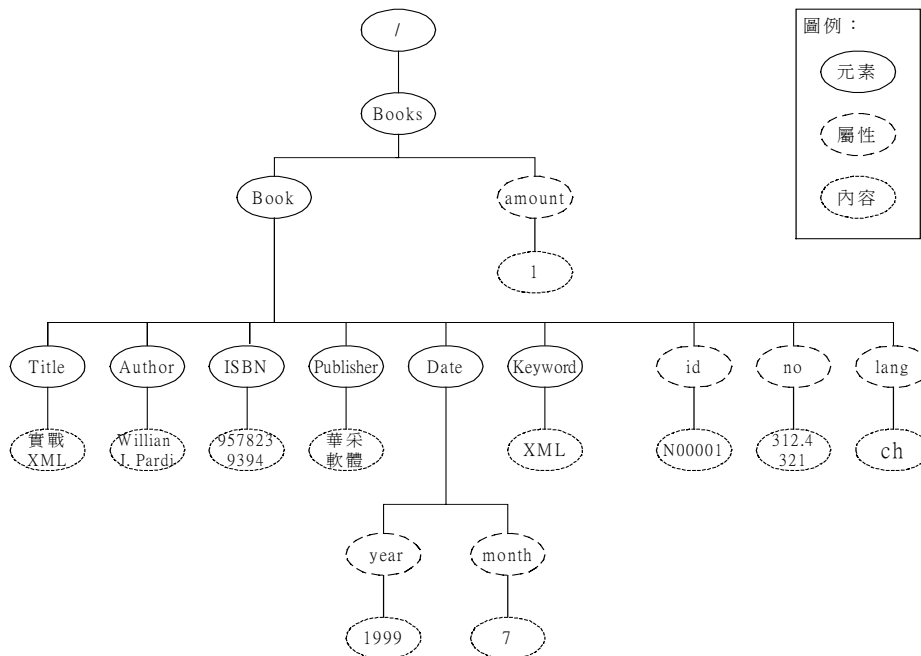 /
圖例：
元素
Books
屬性
Book
amount
內容
1
Title
Author
ISBN
Publisher
Date
Keyword
id
no
lang
實戰
XML
Willian
J. Pardi
957823
9394
華采
軟體
XML
N00001
312.4
321
ch
year
month
1999
7